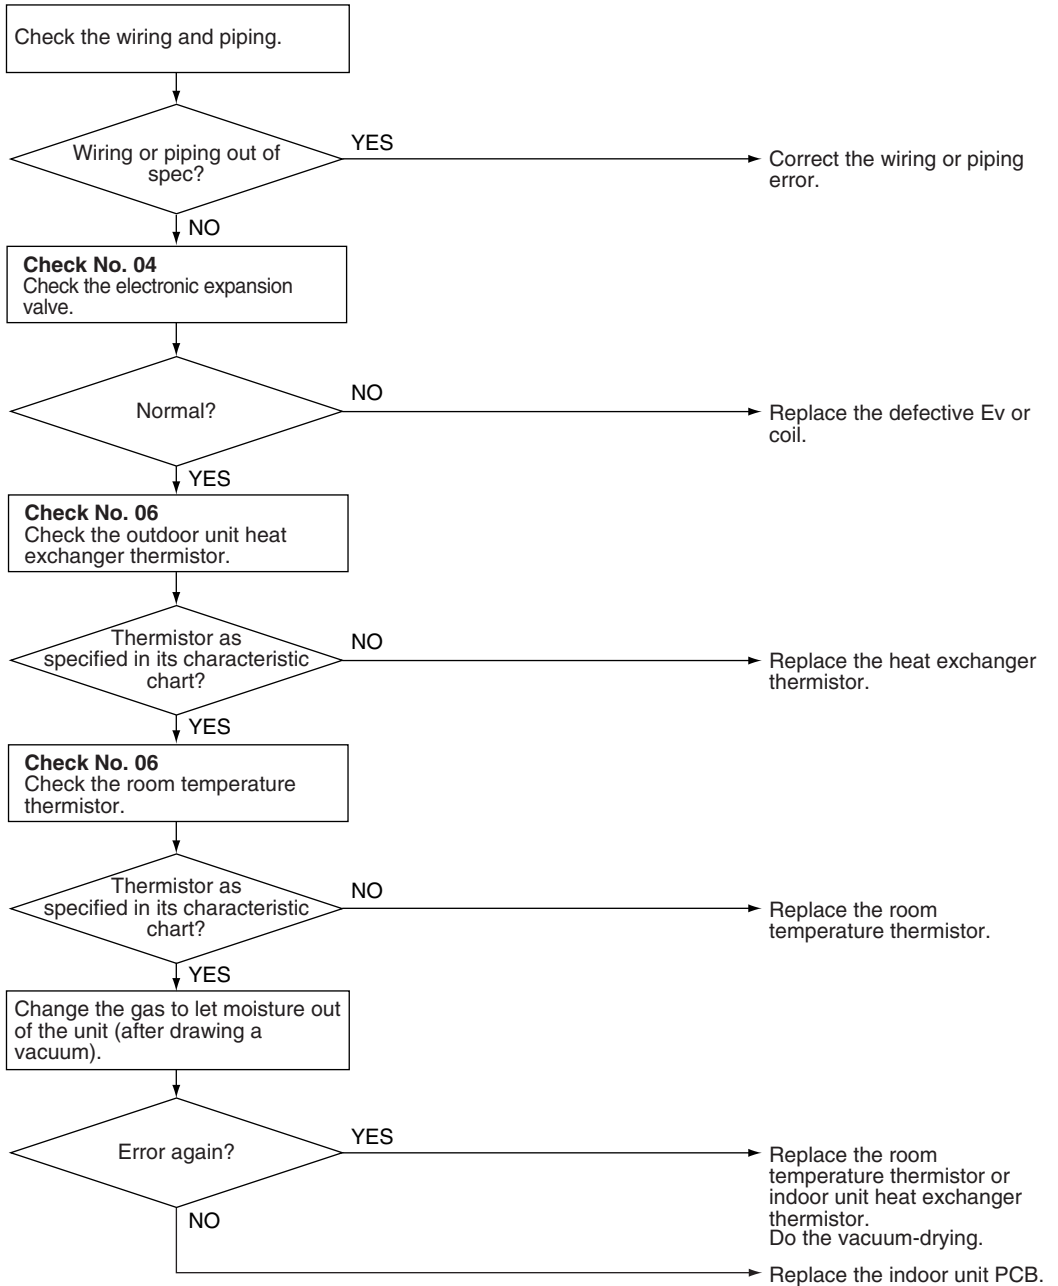 Check the wiring and piping.
YES
Wiring or piping out of
spec?
Correct the wiring or piping
error.
NO
Check No. 04
Check the electronic expansion
valve.
NO
Normal?
Replace the defective Ev or
coil.
YES
Check No. 06
Check the outdoor unit heat
exchanger thermistor.
Thermistor as
specified in its characteristic
chart?
NO
Replace the heat exchanger
thermistor.
YES
Check No. 06
Check the room temperature
thermistor.
Thermistor as
specified in its characteristic
chart?
NO
Replace the room
temperature thermistor.
YES
Change the gas to let moisture out
of the unit (after drawing a
vacuum).
YES
Error again?
Replace the room
temperature thermistor or
indoor unit heat exchanger
thermistor.
Do the vacuum-drying.
NO
Replace the indoor unit PCB.